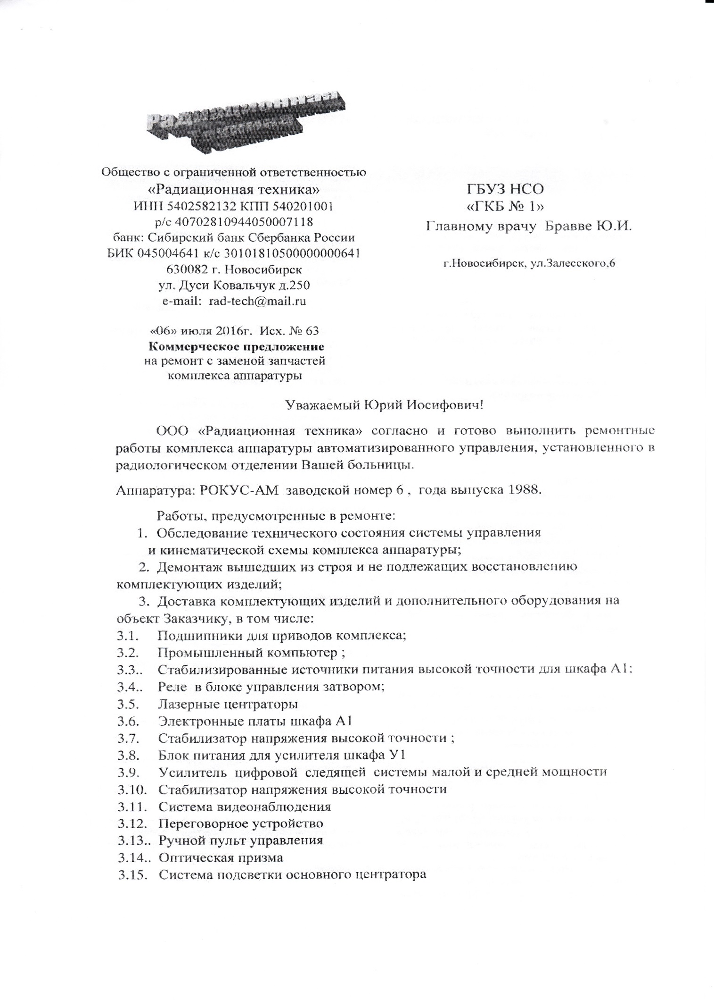 Радиационная
Общество с ограниченной ответственностью
«Радиационная техника»
ИНН 5402582132 КПП 540201001
р/с 40702810944050007118
банк: Сибирский банк Сбербанка России
БИК 045004641 к/с 30101810500000000641
630082 г. Новосибирск
ул. Дуси Ковальчук д.250
e-mail: rad-tech@mail.ru
ГБУЗ НСО
«ГКБ № 1»
Главному врачу Бравве Ю.И.
г.Новосибирск, ул.Залесского,6
«06» июля 2016г. Исх. № 63
Коммерческое предложение
на ремонт с заменой запчастей
комплекса аппаратуры
Уважаемый Юрий Иосифович!
ООО «Радиационная техника» согласно и готово выполнить ремонтные
работы комплекса аппаратуры автоматизированного управления, установленного в
радиологическом отделении Вашей больницы.
Аппаратура: РОКУС-АМ заводской номер 6 , года выпуска 1988.
Работы, предусмотренные в ремонте:
1. Обследование технического состояния системы управления
и кинематической схемы комплекса аппаратуры;
2. Демонтаж вышедших из строя и не подлежащих восстановлению
комплектующих изделий;
3. Доставка комплектующих изделий и дополнительного оборудования на
объект Заказчику, в том числе:
3.1. Подшипники для приводов комплекса;
3.2. Промышленный компьютер ;
3.3.. Стабилизированные источники питания высокой точности для шкафа А1;
3.4.. Реле в блоке управления затвором;
3.5. Лазерные центраторы
3.6. Электронные платы шкафа А1
3.7. Стабилизатор напряжения высокой точности ;
3.8. Блок питания для усилителя шкафа У1
3.9. Усилитель цифровой следящей системы малой и средней мощности
3.10. Стабилизатор напряжения высокой точности
3.11. Система видеонаблюдения
3.12. Переговорное устройство
3.13.. Ручной пульт управления
3.14.. Оптическая призма
3.15. Система подсветки основного центратора